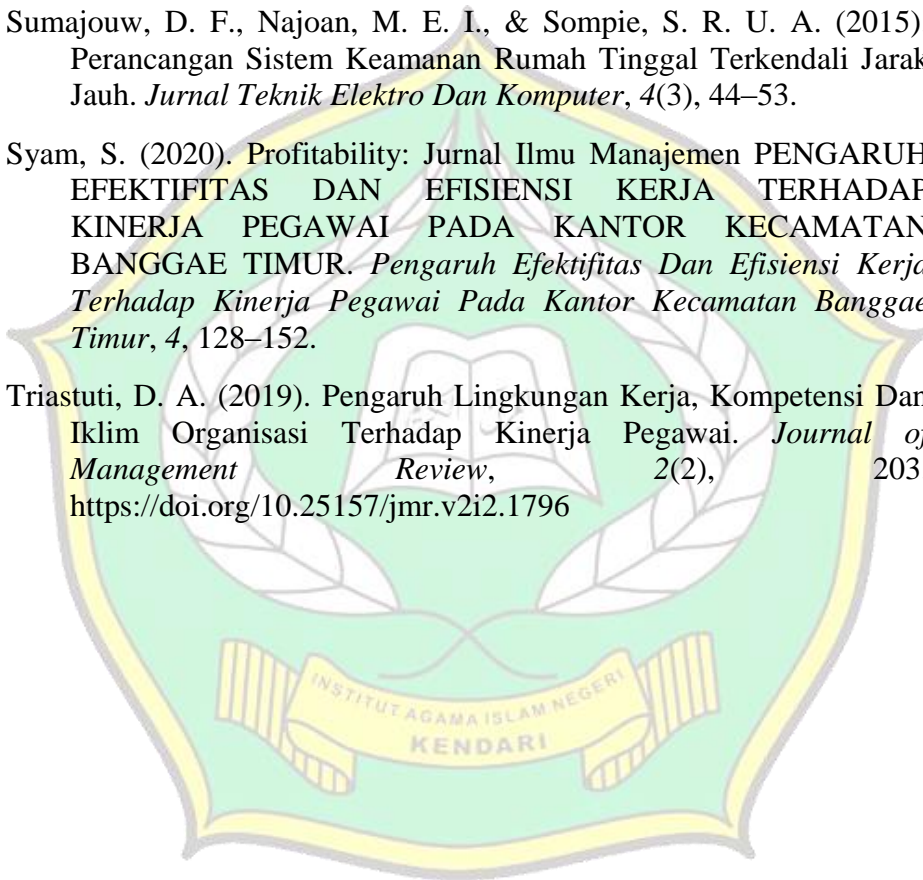 Sumajouw, D. F., Najoan, M. E. I., & Sompie, S. R. U. A. (2015)
Perancangan Sistem Keamanan Rumah Tinggal Terkendali Jarak
Jauh. Jurnal Teknik Elektro Dan Komputer, 4(3), 44–53.
Syam, S. (2020). Profitability: Jurnal Ilmu Manajemen PENGARUH
EFEKTIFITAS DAN EFISIENSI KERJA TERHADAP
KINERJA PEGAWAI PADA KANTOR KECAMATAN
BANGGAE TIMUR. Pengaruh Efektifitas Dan Efisiensi Kerja
Terhadap Kinerja Pegawai Pada Kantor Kecamatan Banggae
Timur, 4, 128–152.
Triastuti, D. A. (2019). Pengaruh Lingkungan Kerja, Kompetensi Dan
Iklim Organisasi Terhadap Kinerja Pegawai. Journal of
Management Review, 2(2), 203
https://doi.org/10.25157/jmr.v2i2.1796
INSTITUT AGAMA ISLAM NEGERI
KENDARI